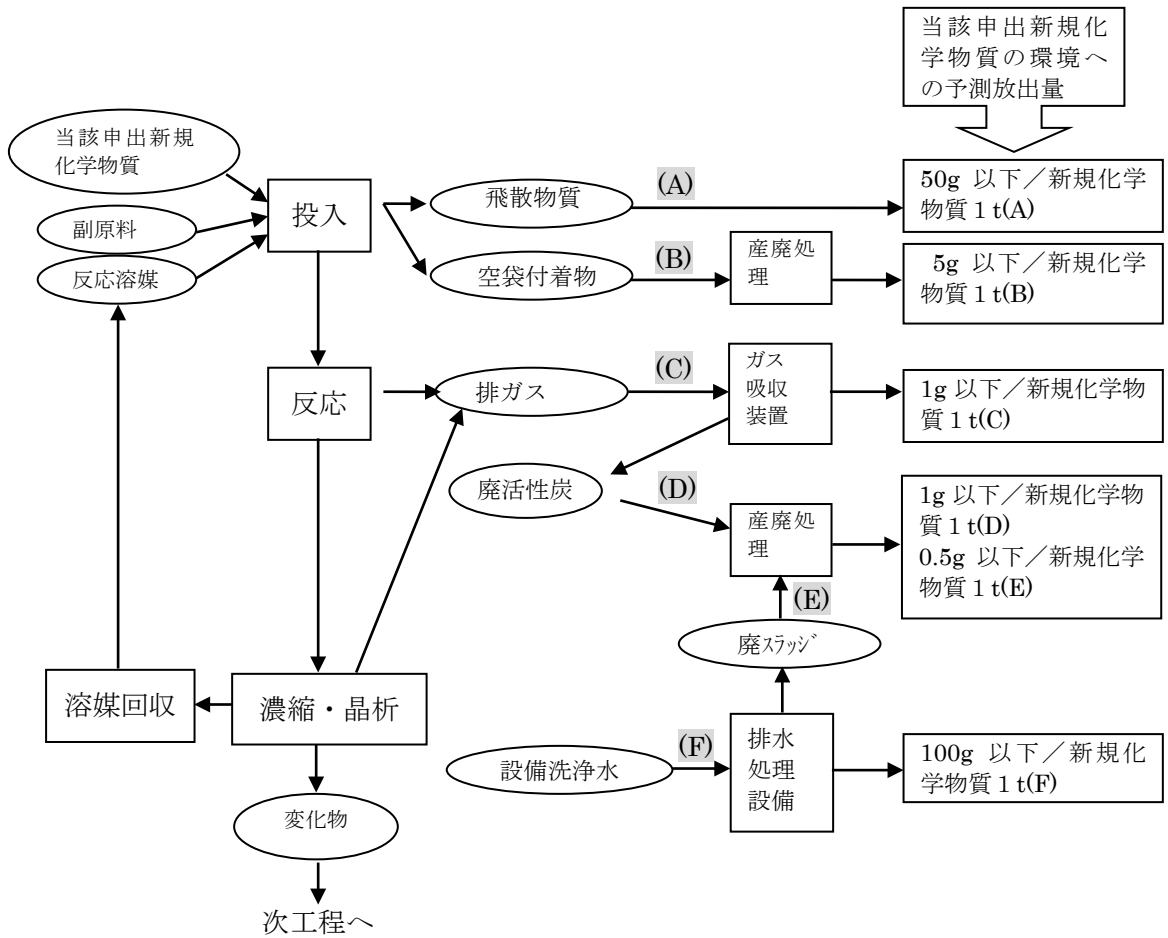 当該申出新規化
学物質の環境へ
の予測放出量
当該申出新規
化学物質
副原料
反応溶媒
投入
飛散物質
(A)
50g 以下／新規化学
物質１t(A)
空袋付着物
(B)
産廃処
理
5g 以下／新規化学
物質１t(B)
反応
排ガス
(C)
ガス
吸収
装置
1g 以下／新規化学物
質１t(C)
廃活性炭
(D)
産廃処
理
1g 以下／新規化学物
質１t(D)
0.5g 以下／新規化学
物質１t(E)
(E)
廃ｽﾗｯｼﾞ
溶媒回収
濃縮・晶析
設備洗浄水
(F)
排水
処理
設備
100g 以下／新規化
学物質１t(F)
変化物
次工程へ